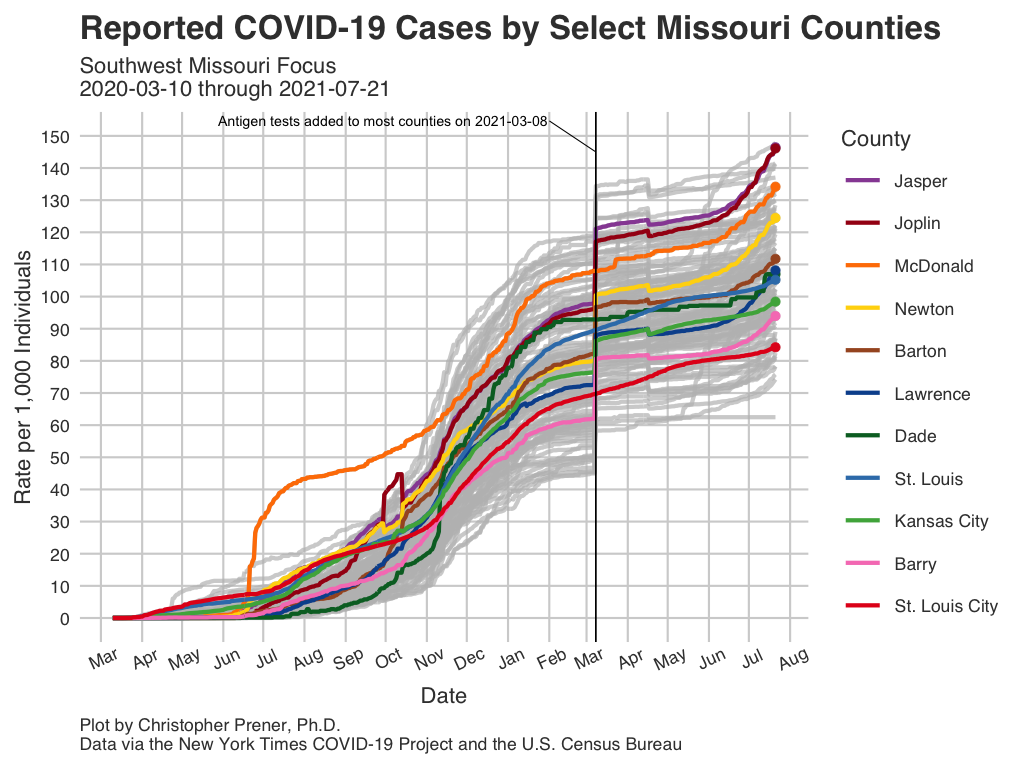 Reported COVID-19 Cases by Select Missouri Counties
Southwest Missouri Focus
2020-03-10 through 2021-07-21
Antigen tests added to most counties on 2021-03-08
Rate per 1,000 Individuals
150
140
130
120
110
100
90
80
70
60
50
40
30
20
10
0
Mar Apr May Jun Jul Aug Sep Oct Nov Dec Jan Feb Mar Apr May Jun Jul Aug
Date
County
Jasper
Joplin
McDonald
Newton
Barton
Lawrence
Dade
St. Louis
Kansas City
Barry
St. Louis City
Plot by Christopher Prener, Ph.D.
Data via the New York Times COVID-19 Project and the U.S. Census Bureau